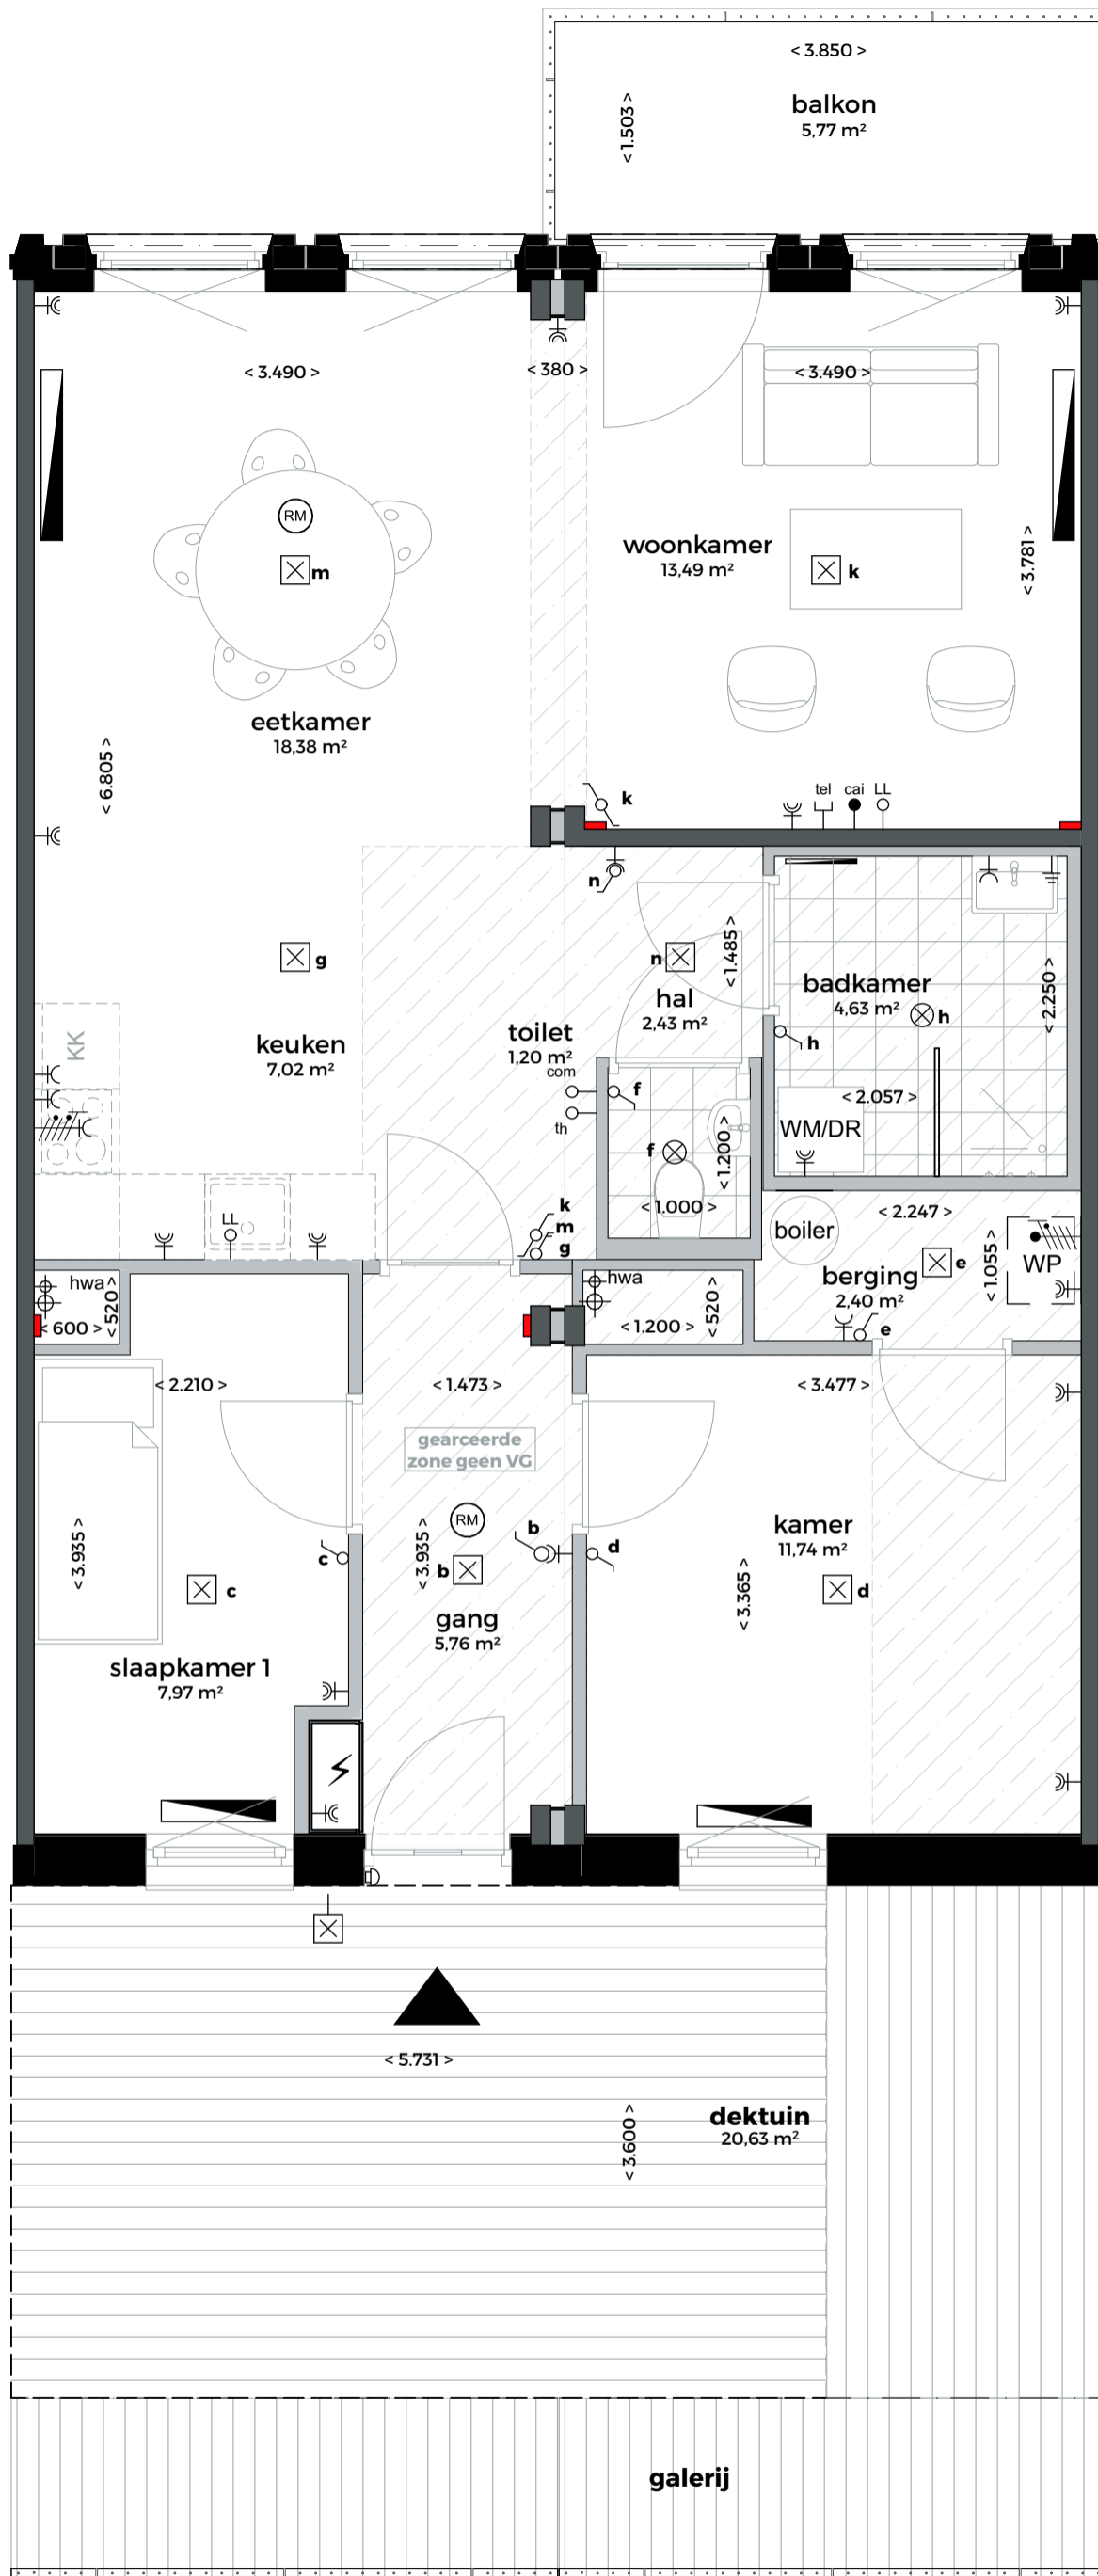 < 3.850 >
balkon
5,77 m²
< 1.503 >
< 3.490 >
< 380 >
< 3.490 >
RM
m
woonkamer
13,49 m²
k
< 3.781 >
eetkamer
18,38 m²
< 6.805 >
k
tel
cai
LL
n
g
n
< 1.485 >
hal
2,43 m²
badkamer
4,63 m²
h
h
< 2.250 >
KK
keuken
7,02 m²
toilet
1,20 m²
com
th
f
f
< 1.200 >
< 1.000 >
< 2.057 >
WM/DR
LL
k
m
g
boiler
< 2.247 >
berging
2,40 m²
e
e
< 1.055 >
WP
hwa
< 600 >
< 520 >
hwa
< 1.200 >
< 520 >
< 2.210 >
< 1.473 >
< 3.477 >
gearceerde
zone geen VG
RM
b
b
c
c
d
< 3.935 >
< 3.935 >
kamer
11,74 m²
d
< 3.365 >
gang
5,76 m²
slaapkamer 1
7,97 m²
< 5.731 >
< 3.600 >
dektuin
20,63 m²
galerij